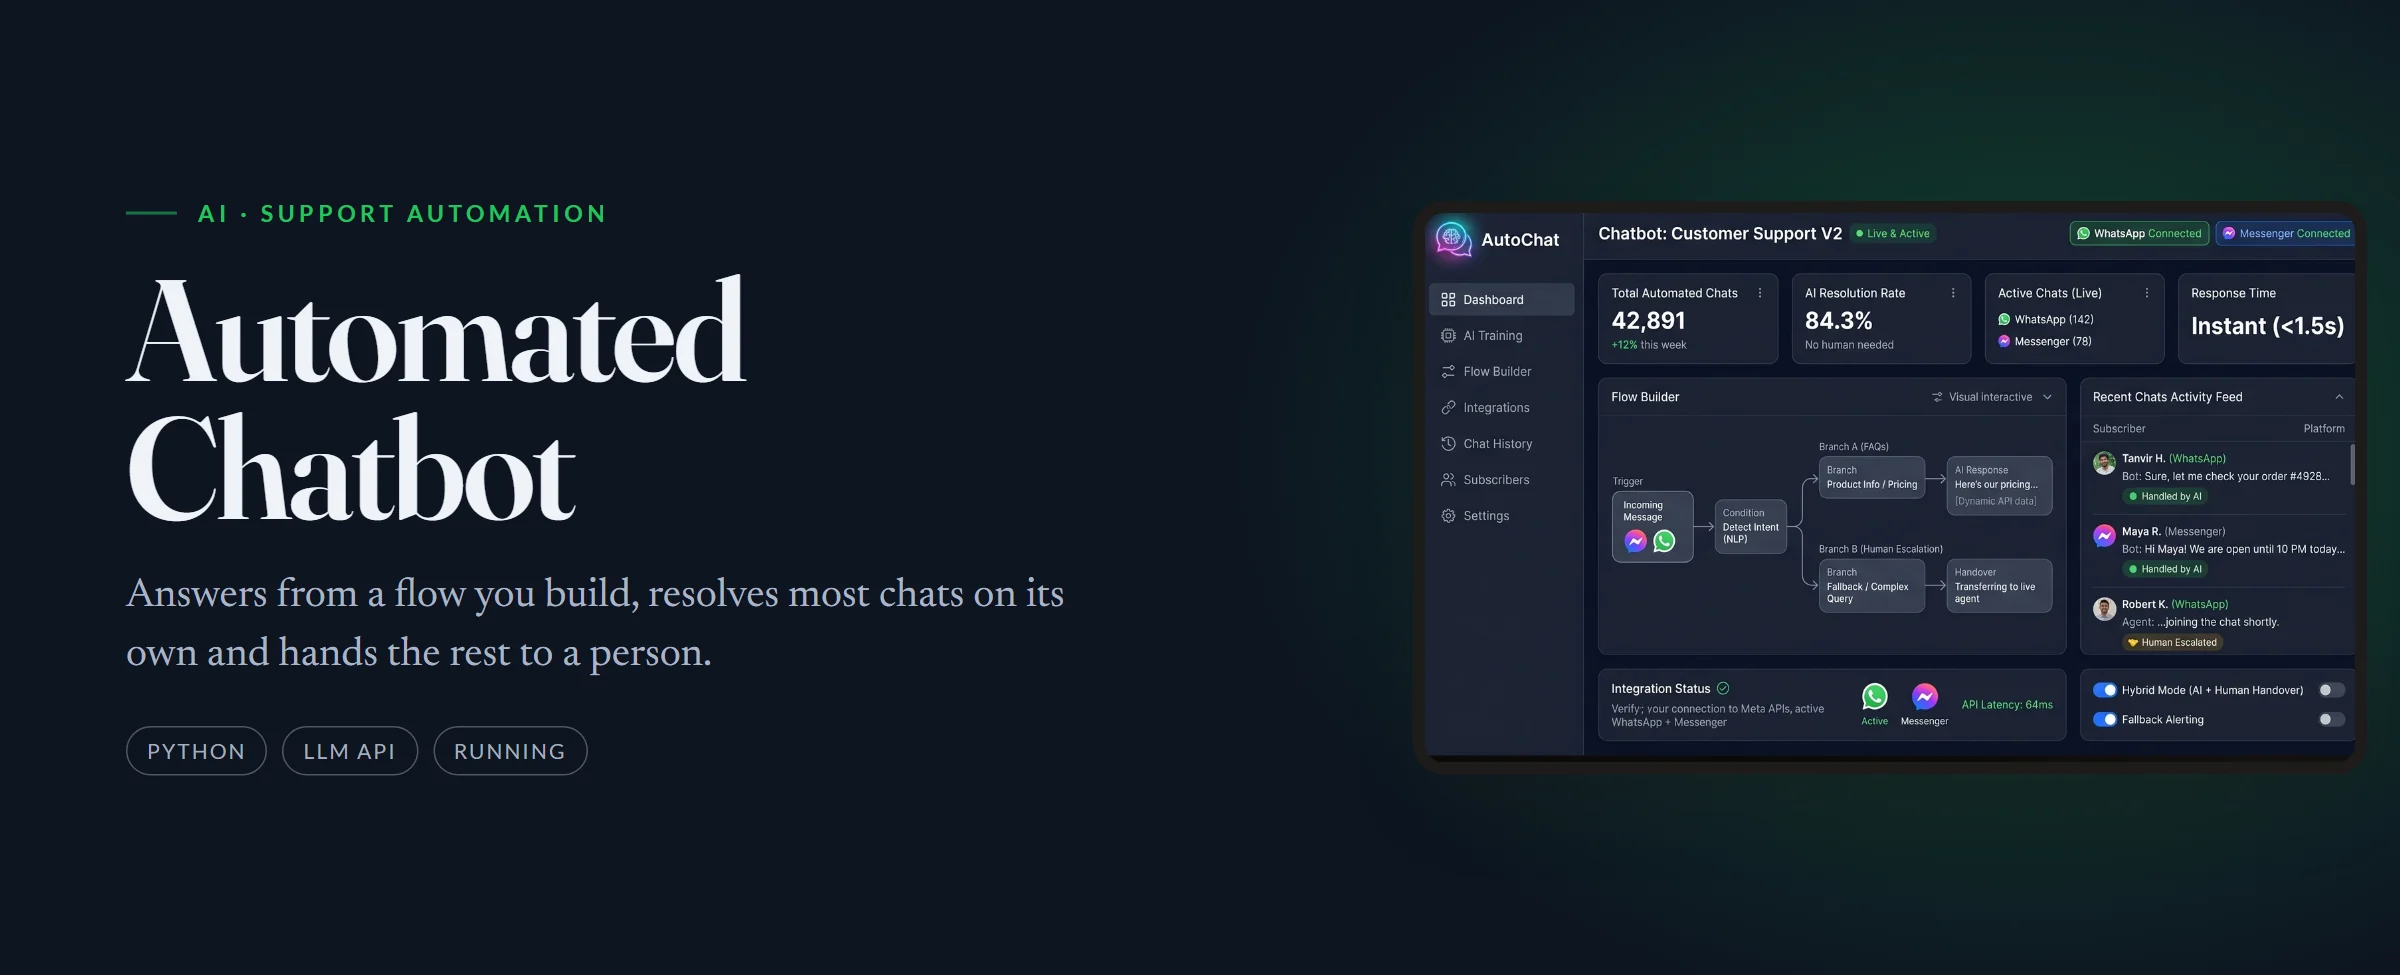 AI · SUPPORT AUTOMATION
Automated
Chatbot
Answers from a flow you build, resolves most chats on its
own and hands the rest to a person.
PYTHON
LLM API
RUNNING
AutoChat
Dashboard
AI Training
Flow Builder
Integrations
Chat History
Subscribers
Settings
Chatbot: Customer Support V2
Live & Active
WhatsApp Connected
Messenger Connected
Total Automated Chats
42,891
+12% this week
AI Resolution Rate
84.3%
No human needed
Active Chats (Live)
WhatsApp (142)
Messenger (78)
Response Time
Instant (<1.5s)
Flow Builder
Visual interactive
Trigger
Incoming
Message
Condition
Detect Intent
(NLP)
Branch A (FAQs)
Branch
Product Info / Pricing
AI Response
Here's our pricing...
[Dynamic API data]
Branch B (Human Escalation)
Branch
Fallback / Complex
Query
Handover
Transferring to live
agent
Recent Chats Activity Feed
Subscriber
Platform
Tanvir H. (WhatsApp)
Bot: Sure, let me check your order #4928...
Handled by AI
Maya R. (Messenger)
Bot: Hi Maya! We are open until 10 PM today...
Handled by AI
Robert K. (WhatsApp)
Agent: ...joining the chat shortly.
Human Escalated
Integration Status
Verify; your connection to Meta APIs, active
WhatsApp + Messenger
Active
Messenger
API Latency: 64ms
Hybrid Mode (AI + Human Handover)
Fallback Alerting